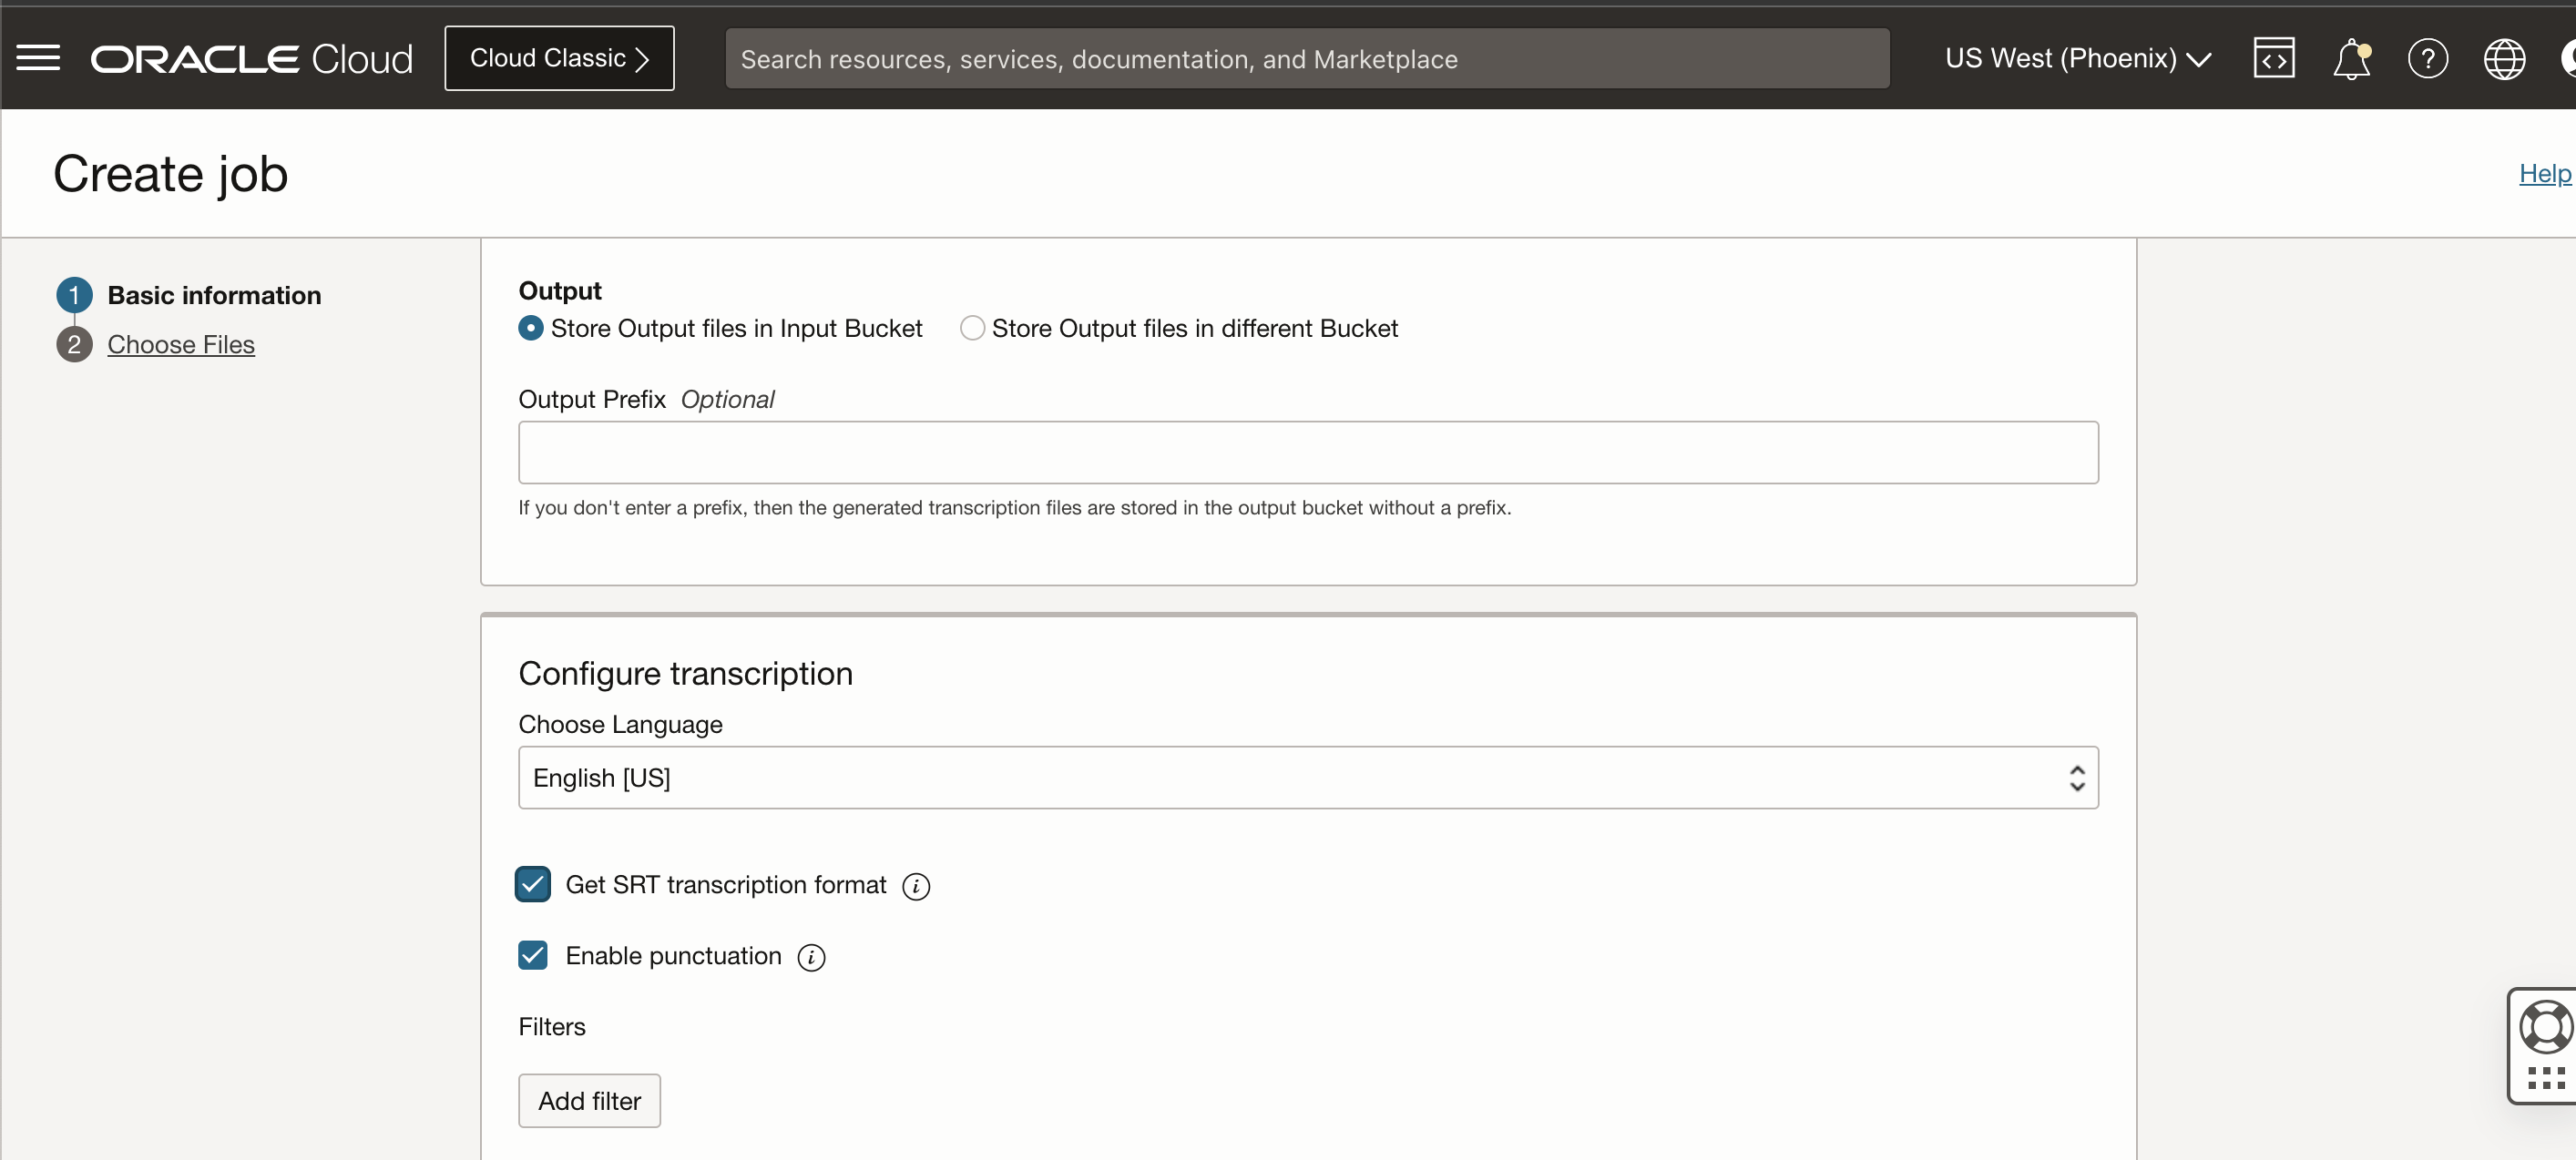 ORACLE Cloud
Cloud Classic
Search resources, services, documentation, and Marketplace
US West (Phoenix)
Create job
Help
1 Basic information
2 Choose Files
Output
Store Output files in Input Bucket
Store Output files in different Bucket
Output Prefix Optional
If you don't enter a prefix, then the generated transcription files are stored in the output bucket without a prefix.
Configure transcription
Choose Language
English [US]
Get SRT transcription format
Enable punctuation
Filters
Add filter